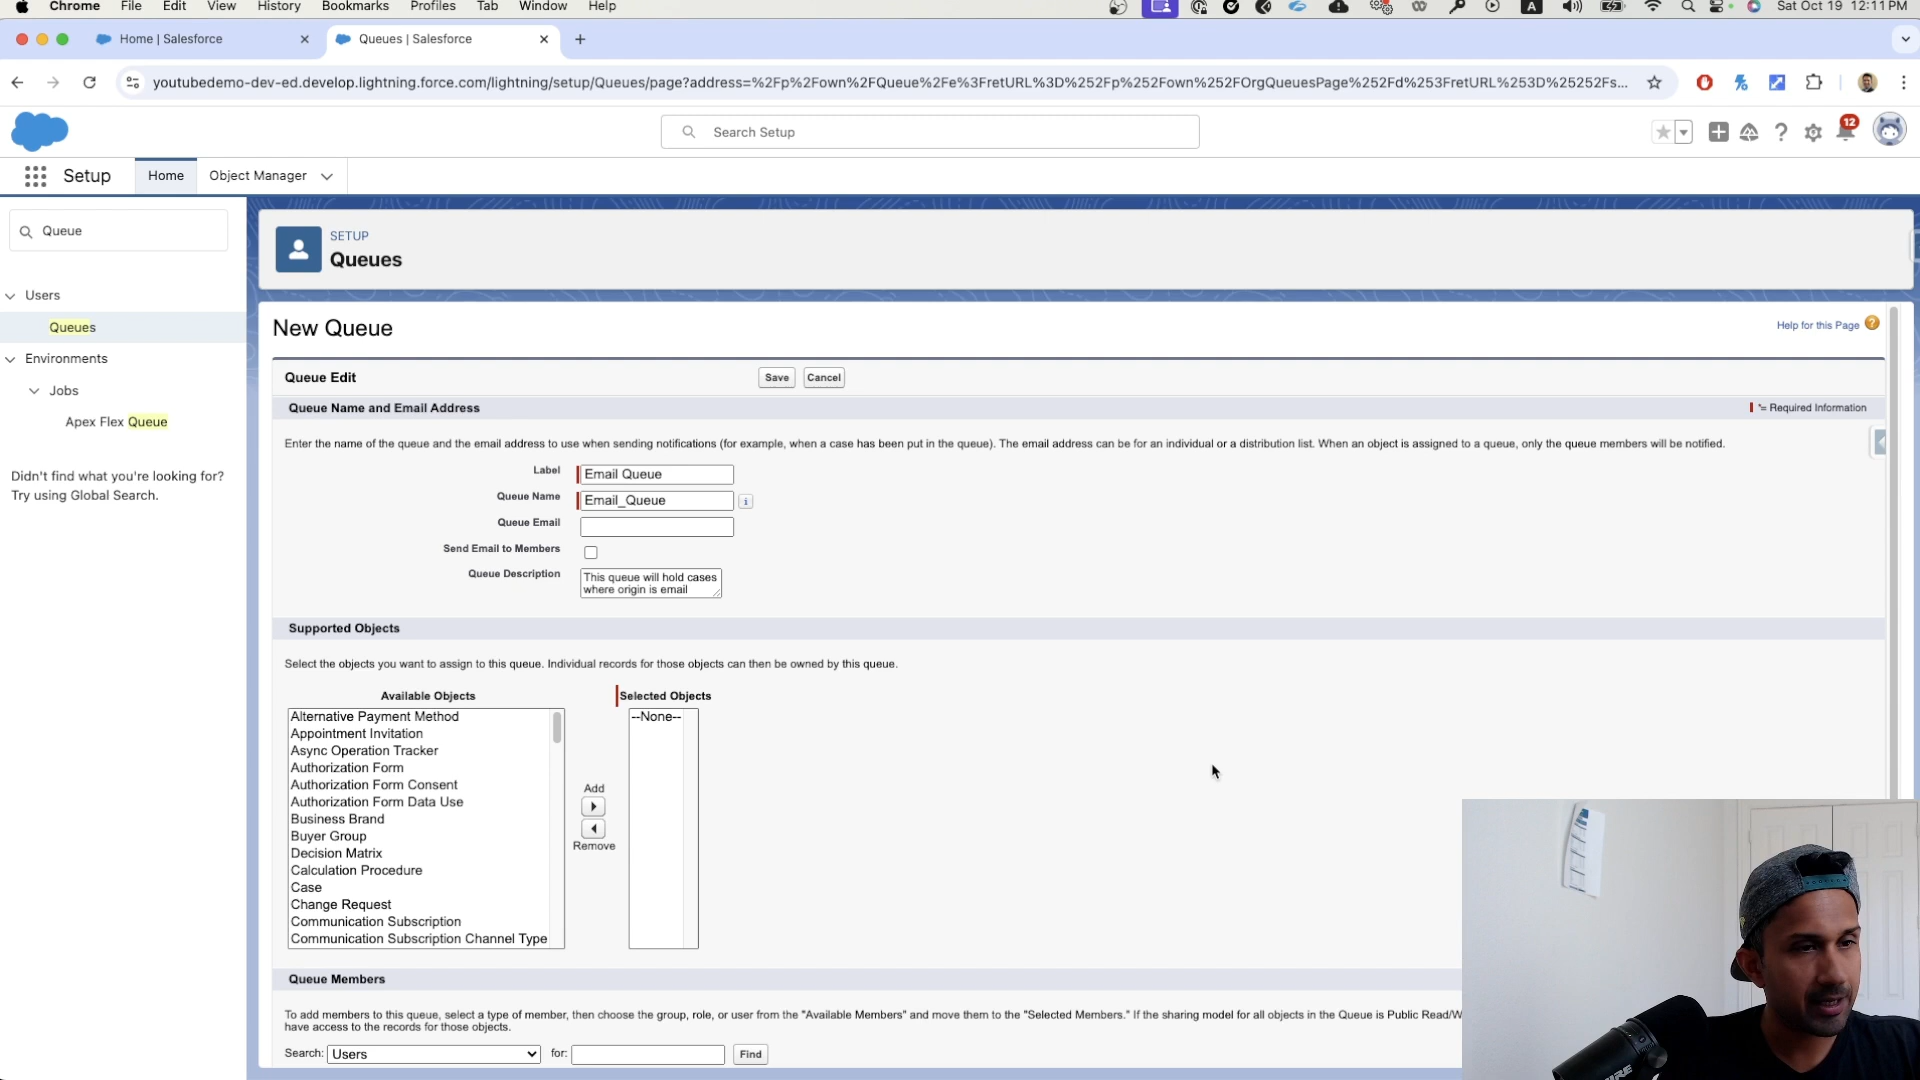 Chrome File Edit View History Bookmarks Profiles Tab Window Help
A
Sat Oct 19 12:11 PM
Home | Salesforce
Queues | Salesforce
youtubedemo-dev-ed.develop.lightning.force.com/lightning/setup/Queues/page?address=%2Fp%2Fown%2FQueue%2Fe%3FretURL%3D%252Fp%252Fown%252FOrgQueuesPage%252Fd%253FretURL%253D%25252Fs...
Search Setup
12
Setup
Home
Object Manager
Queue
Users
Queues
Environments
Jobs
Apex Flex Queue
Didn't find what you're looking for?
Try using Global Search.
SETUP
Queues
New Queue
Help for this Page
Queue Edit
Save
Cancel
Queue Name and Email Address
= Required Information
Enter the name of the queue and the email address to use when sending notifications (for example, when a case has been put in the queue). The email address can be for an individual or a distribution list. When an object is assigned to a queue, only the queue members will be notified.
Label
Email Queue
Queue Name
Email_Queue
i
Queue Email
Send Email to Members
Queue Description
This queue will hold cases
where origin is email
Supported Objects
Select the objects you want to assign to this queue. Individual records for those objects can then be owned by this queue.
Available Objects
Selected Objects
Alternative Payment Method
Appointment Invitation
Async Operation Tracker
Authorization Form
Authorization Form Consent
Authorization Form Data Use
Business Brand
Buyer Group
Decision Matrix
Calculation Procedure
Case
Change Request
Communication Subscription
Communication Subscription Channel Type
Add
Remove
--None--
Queue Members
To add members to this queue, select a type of member, then choose the group, role, or user from the "Available Members" and move them to the "Selected Members." If the sharing model for all objects in the Queue is Public Read/W
have access to the records for those objects.
Search: Users for: Find